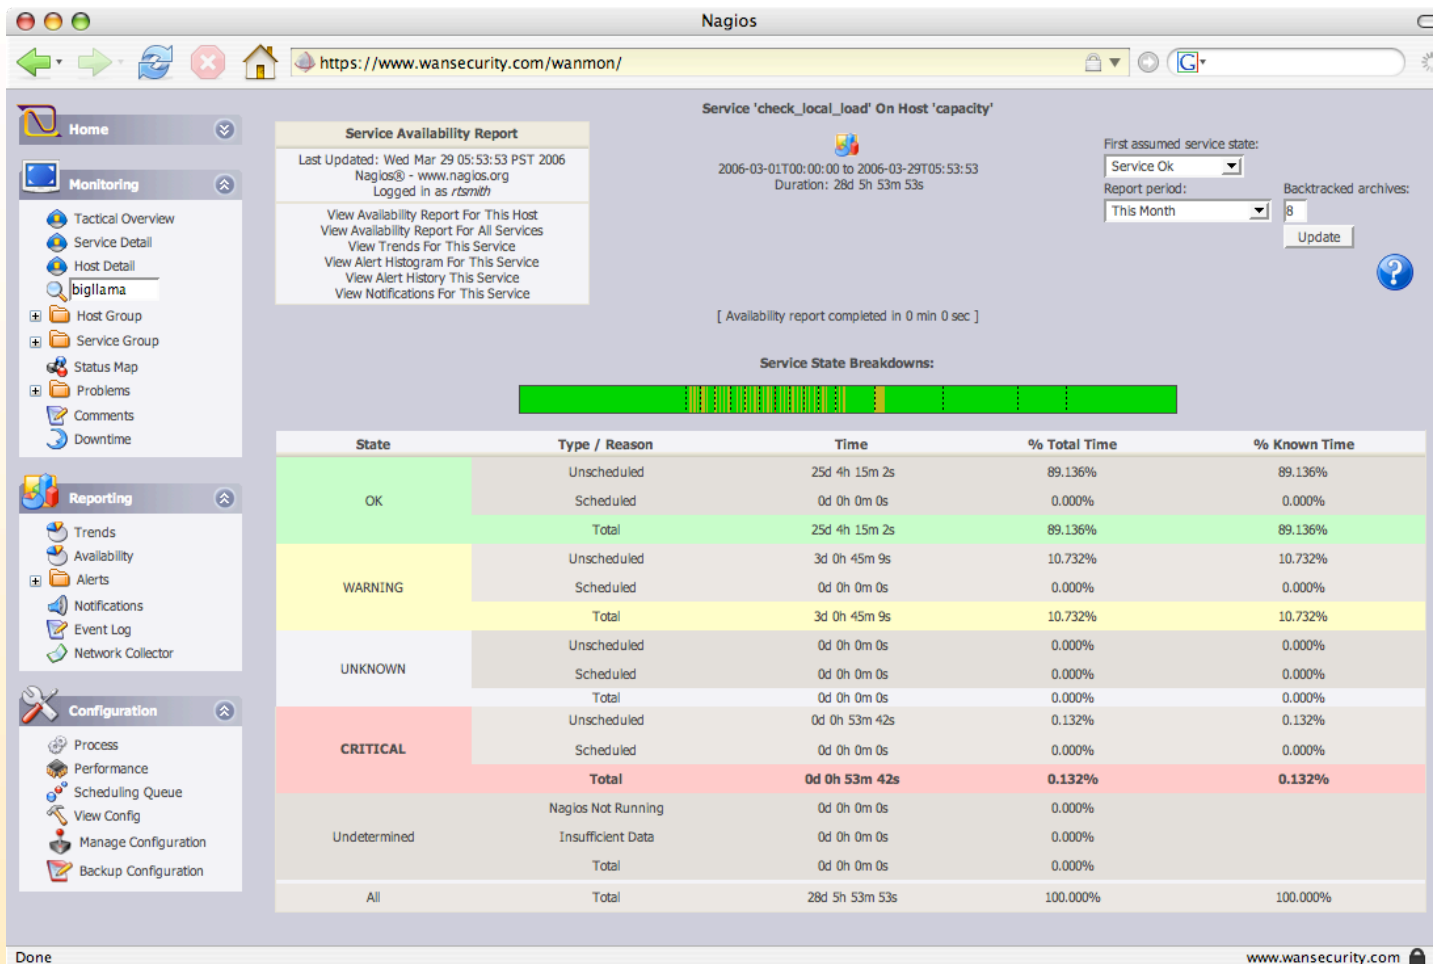 Nagios
https://www.wansecurity.com/wanmon/
G
Home
Monitoring
Tactical Overview
Service Detail
Host Detail
bigllama
Host Group
Service Group
Status Map
Problems
Comments
Downtime
Reporting
Trends
Availability
Alerts
Notifications
Event Log
Network Collector
Configuration
Process
Performance
Scheduling Queue
View Config
Manage Configuration
Backup Configuration
Service Availability Report
Last Updated: Wed Mar 29 05:53:53 PST 2006
Nagios® - www.nagios.org
Logged in as rtsmith
View Availability Report For This Host
View Availability Report For All Services
View Trends For This Service
View Alert Histogram For This Service
View Alert History This Service
View Notifications For This Service
Service 'check_local_load' On Host 'capacity'
2006-03-01T00:00:00 to 2006-03-29T05:53:53
Duration: 28d 5h 53m 53s
First assumed service state:
Service Ok
Report period: Backtracked archives:
This Month 8
Update
?
[ Availability report completed in 0 min 0 sec ]
Service State Breakdowns:
State Type / Reason Time % Total Time % Known Time
OK
Unscheduled 25d 4h 15m 2s 89.136% 89.136%
Scheduled 0d 0h 0m 0s 0.000% 0.000%
Total 25d 4h 15m 2s 89.136% 89.136%
WARNING
Unscheduled 3d 0h 45m 9s 10.732% 10.732%
Scheduled 0d 0h 0m 0s 0.000% 0.000%
Total 3d 0h 45m 9s 10.732% 10.732%
UNKNOWN
Unscheduled 0d 0h 0m 0s 0.000% 0.000%
Scheduled 0d 0h 0m 0s 0.000% 0.000%
Total 0d 0h 0m 0s 0.000% 0.000%
CRITICAL
Unscheduled 0d 0h 53m 42s 0.132% 0.132%
Scheduled 0d 0h 0m 0s 0.000% 0.000%
Total 0d 0h 53m 42s 0.132% 0.132%
Undetermined
Nagios Not Running 0d 0h 0m 0s 0.000%
Insufficient Data 0d 0h 0m 0s 0.000%
Total 0d 0h 0m 0s 0.000%
All Total 28d 5h 53m 53s 100.000% 100.000%
Done www.wansecurity.com